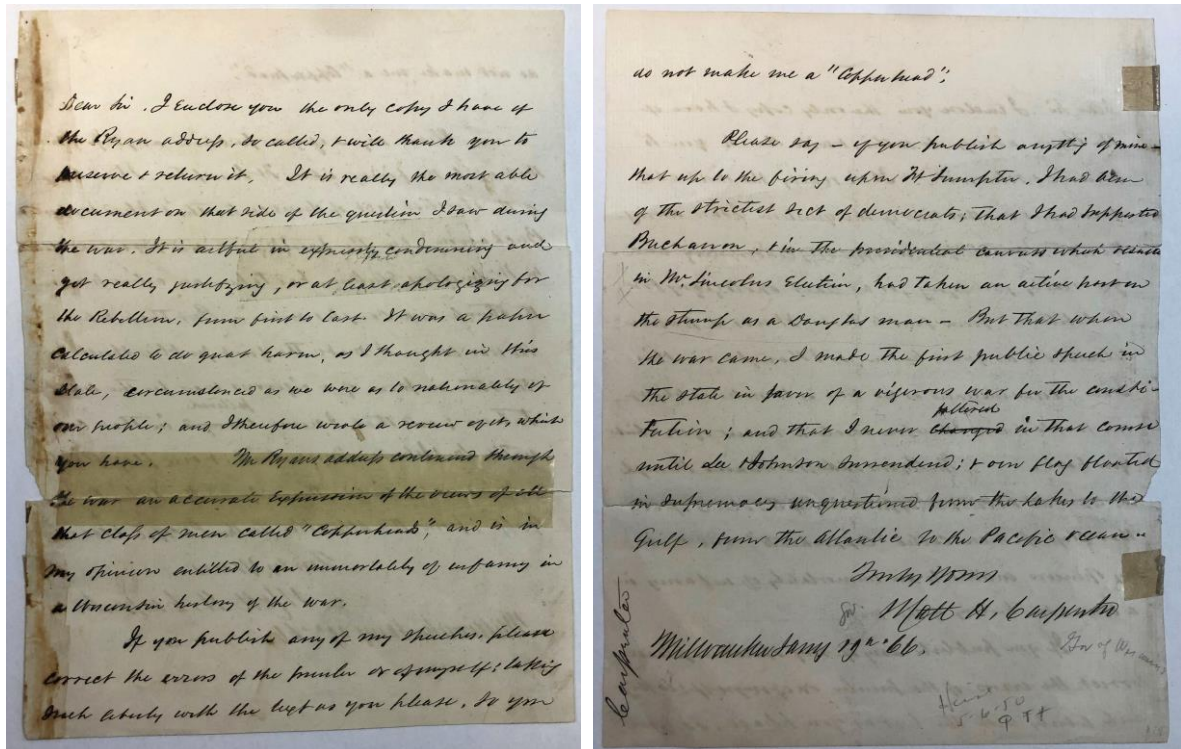 Dear Sir. I Enclose you the only copy I have of
the Ryan address, so called, & will thank you to
preserve & return it. It is really the most able
document on that side of the question I saw during
the war. It is artful in expressly condemning and
yet really justifying, or at least apologizing for
the Rebellion, from first to last. It was a paper
calculated to do great harm, as I thought in this
State, circumstanced as we were as to nationality of
our people; and I therefore wrote a review of it, which
you have. Mr Ryans address continued through
the war an accurate Expression of the views of all
that class of men called "Copperheads", and is in
my opinion entitled to an immortality of infamy in
a Wisconsin history of the war.
If you publish any of my speeches, please
correct the errors of the printer or of myself; taking
such liberty with the text as you please, so you
do not make me a "Copperhead";
Please say – if you publish anything of mine –
that up to the firing upon Ft Sumpter, I had been
of the strictest sect of democrats; that I had supported
Buchanon, & in the presidential canvass which resulted
in Mr. Lincolns Election, had taken an active part on
the stump as a Douglas man – But that when
the war came, I made the first public speech in
the state in favor of a vigorous war for the consti-
faltered
tution; and that I never changed in that course
until Lee & Johnson surrendered; & our flag floated
in supremacy unquestioned from the lakes to the
Gulf, from the Atlantic to the Pacific ocean –
Truly Yours
Matt H. Carpenter
Milwaukee Jany 19th 66.
Carpenter